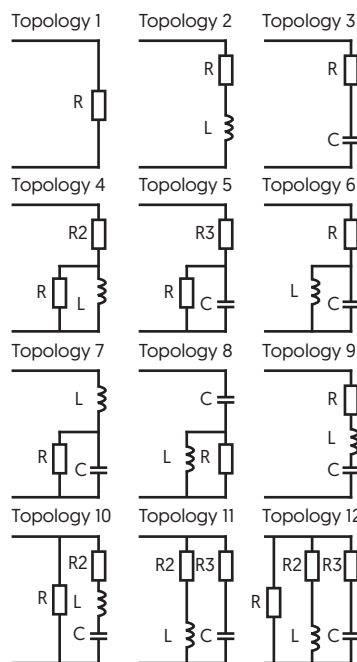 Topology 1 Topology 2 Topology 3
R R R
L C
Topology 4 Topology 5 Topology 6
R2 R3 R
R L R C L C
Topology 7 Topology 8 Topology 9
L C R
R C L R L
C
Topology 10 Topology 11 Topology 12
R2 R2 R3 R2 R3
R L R
C L C L C